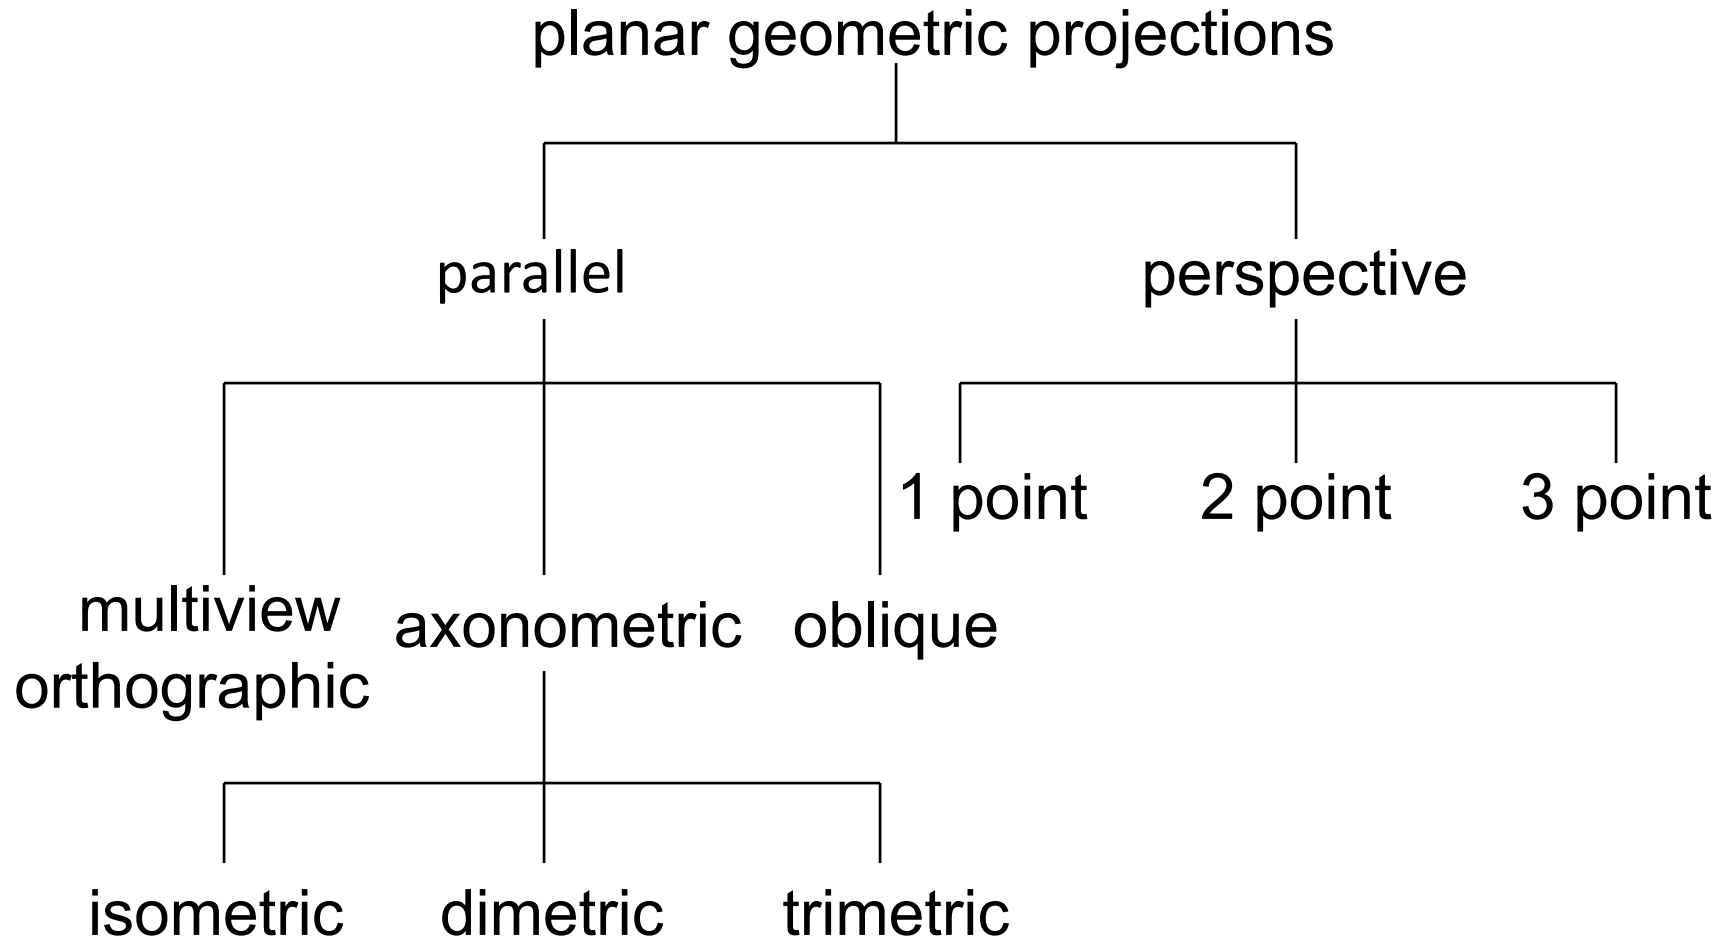 planar geometric projections
parallel
perspective
1 point
2 point
3 point
multiview
orthographic
axonometric
oblique
isometric
dimetric
trimetric